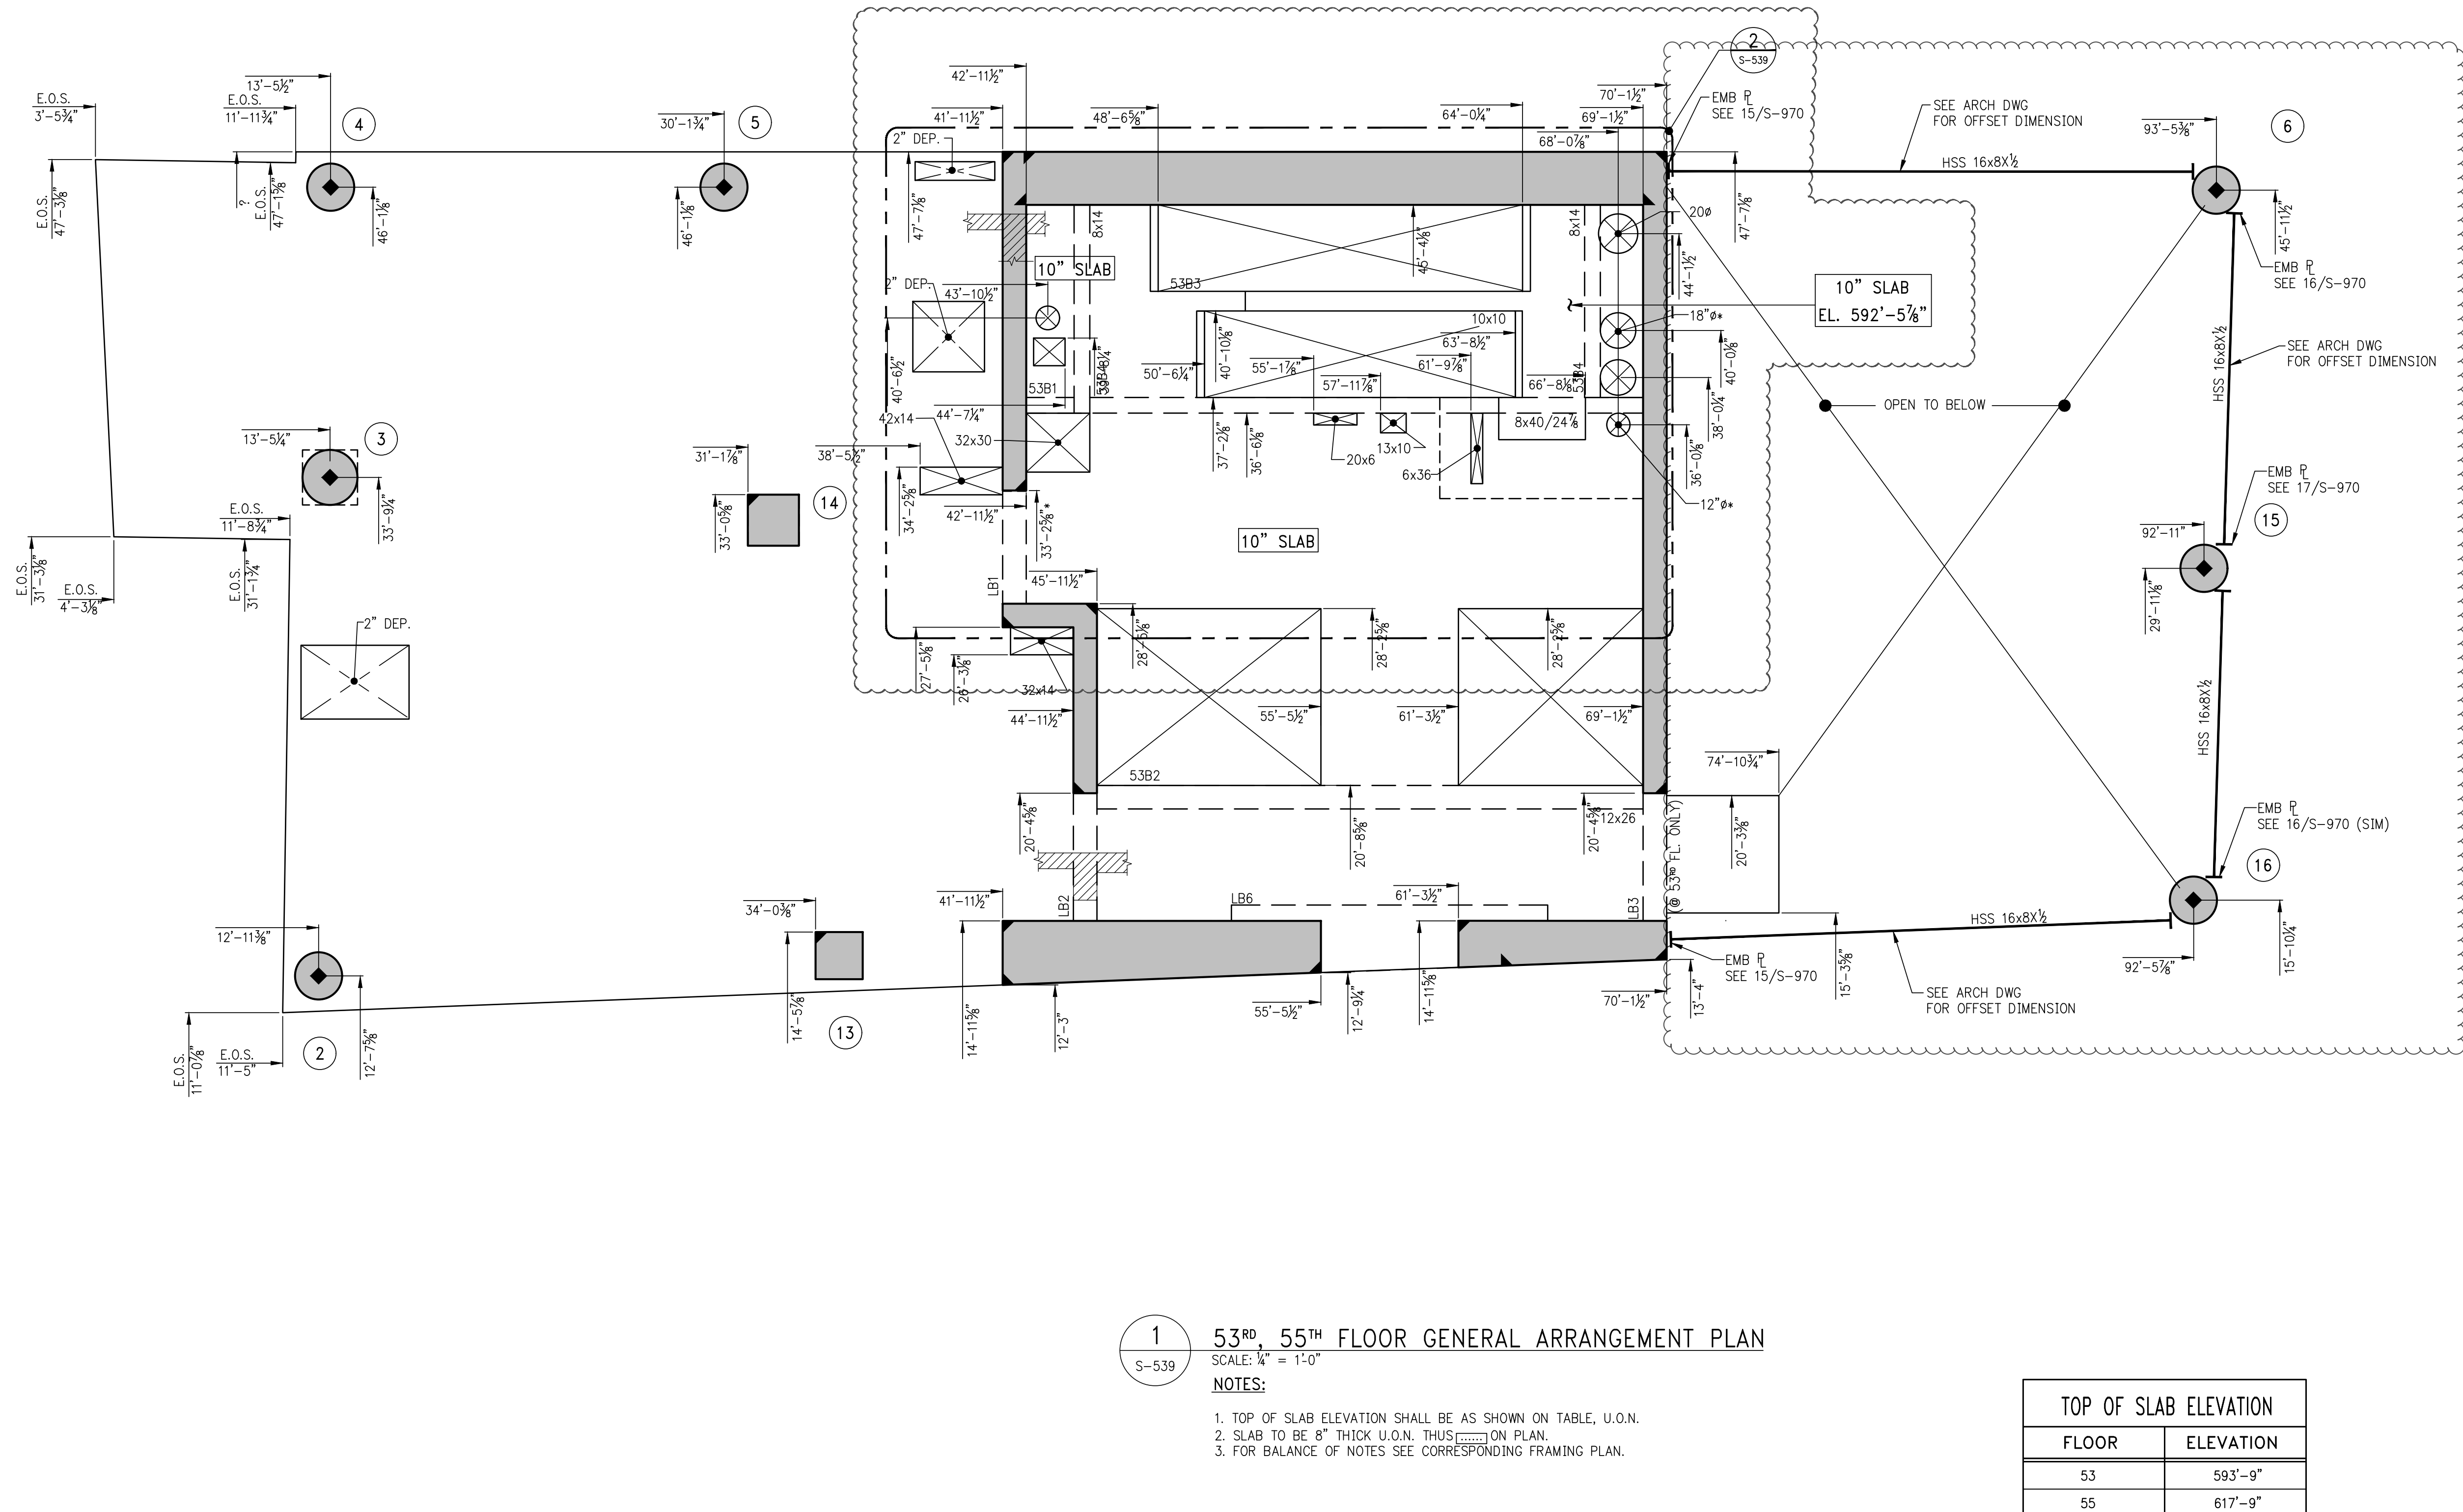 42'-11½"
2
S-539
13'-5½"
E.O.S.
3'-5¾"
E.O.S.
11'-11¾"
4
30'-1¾"
5
41'-11½"
48'-6⅝"
64'-0¼"
70'-1½"
69'-1½"
68'-0⅞"
EMB ℙL
SEE 15/S-970
SEE ARCH DWG
FOR OFFSET DIMENSION
93'-5⅜"
6
2" DEP.
HSS 16x8X½
E.O.S.
47'-3⅛"
?
E.O.S.
47'-1⅝"
46'-1⅛"
46'-1⅛"
47'-7⅛"
8x14
45'-4⅛"
8x14
20ø
44'-1½"
47'-7⅛"
45'-11½"
EMB ℙL
SEE 16/S-970
10" SLAB
2" DEP.
43'-10½"
53B3
10" SLAB
EL. 592'-5⅞"
40'-6½"
53B4
39'-8¼"
50'-6¼"
40'-10⅛"
10x10
63'-8½"
55'-1⅞"
61'-9⅞"
57'-11⅞"
66'-8⅛"
53B4
18"ø*
40'-0⅛"
38'-0¼"
HSS 16x8X½
SEE ARCH DWG
FOR OFFSET DIMENSION
53B1
44'-7¼"
42x14
32x30
37'-2⅛"
36'-6⅛"
20x6
13x10
6x36
8x40/24⅞
36'-0⅛"
12"ø*
OPEN TO BELOW
13'-5¼"
3
33'-9¼"
31'-1⅞"
38'-5½"
14
33'-0⅝"
34'-2⅝"
42'-11½"
33'-2⅝"*
EMB ℙL
SEE 17/S-970
15
92'-11"
29'-11⅛"
E.O.S.
11'-8¾"
E.O.S.
31'-3⅛"
E.O.S.
4'-3⅛"
E.O.S.
31'-1¾"
10" SLAB
LB1
45'-11½"
2" DEP.
27'-5⅛"
26'-3⅛"
28'-5⅛"
28'-2⅝"
28'-2⅝"
32x14
44'-11½"
55'-5½"
61'-3½"
69'-1½"
HSS 16x8X½
74'-10¾"
53B2
20'-4⅝"
20'-8⅝"
20'-4⅝"
12x26
(@ 53ᴿᴰ FL. ONLY)
20'-3⅜"
EMB ℙL
SEE 16/S-970 (SIM)
16
34'-0⅜"
41'-11½"
LB2
LB6
61'-3½"
LB3
HSS 16x8X½
12'-11⅜"
92'-5⅞"
15'-10¼"
EMB ℙL
SEE 15/S-970
15'-3⅝"
SEE ARCH DWG
FOR OFFSET DIMENSION
14'-5⅞"
13
14'-11⅝"
12'-3"
55'-5½"
12'-9¼"
14'-11⅝"
70'-1½"
13'-4"
E.O.S.
11'-0⅞"
E.O.S.
11'-5"
2
12'-7⅝"
1
S-539
53ᴿᴰ, 55ᵀᴴ FLOOR GENERAL ARRANGEMENT PLAN
SCALE: ¼" = 1'-0"
NOTES:
1. TOP OF SLAB ELEVATION SHALL BE AS SHOWN ON TABLE, U.O.N.
2. SLAB TO BE 8" THICK U.O.N. THUS ...... ON PLAN.
3. FOR BALANCE OF NOTES SEE CORRESPONDING FRAMING PLAN.
TOP OF SLAB ELEVATION
FLOOR ELEVATION
53 593'-9"
55 617'-9"